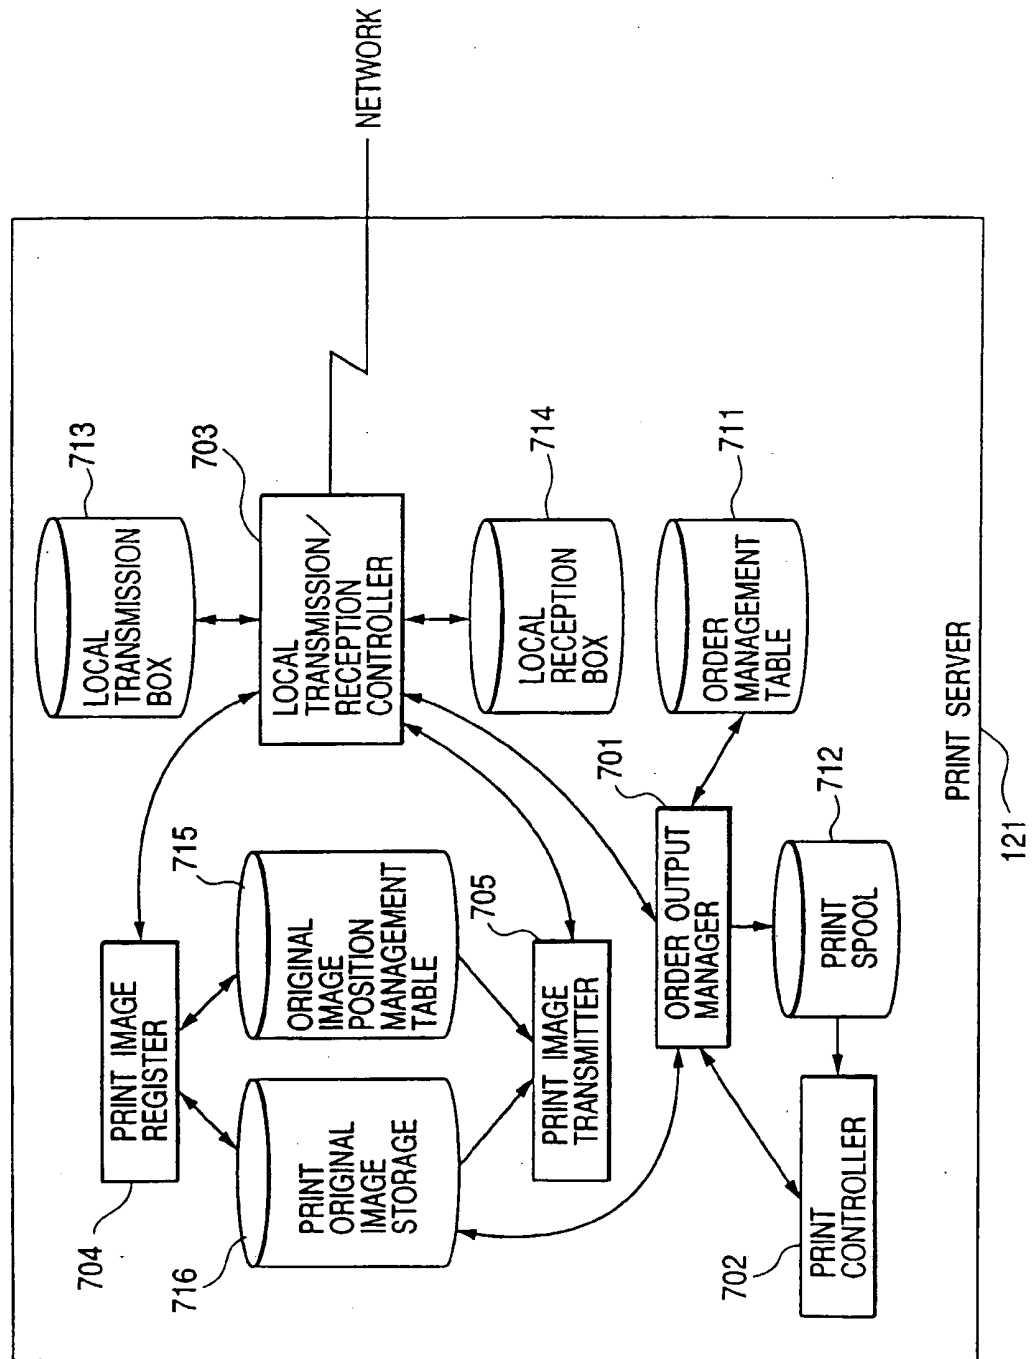 704
PRINT IMAGE
REGISTER
716
PRINT
ORIGINAL
IMAGE
STORAGE
715
ORIGINAL
IMAGE
POSITION
MANAGEMENT
TABLE
705
PRINT IMAGE
TRANSMITTER
713
LOCAL
TRANSMISSION
BOX
703
LOCAL
TRANSMISSION/
RECEPTION
CONTROLLER
NETWORK
714
LOCAL
RECEPTION
BOX
701
ORDER OUTPUT
MANAGER
711
ORDER
MANAGEMENT
TABLE
702
PRINT
CONTROLLER
712
PRINT
SPOOL
PRINT SERVER
121